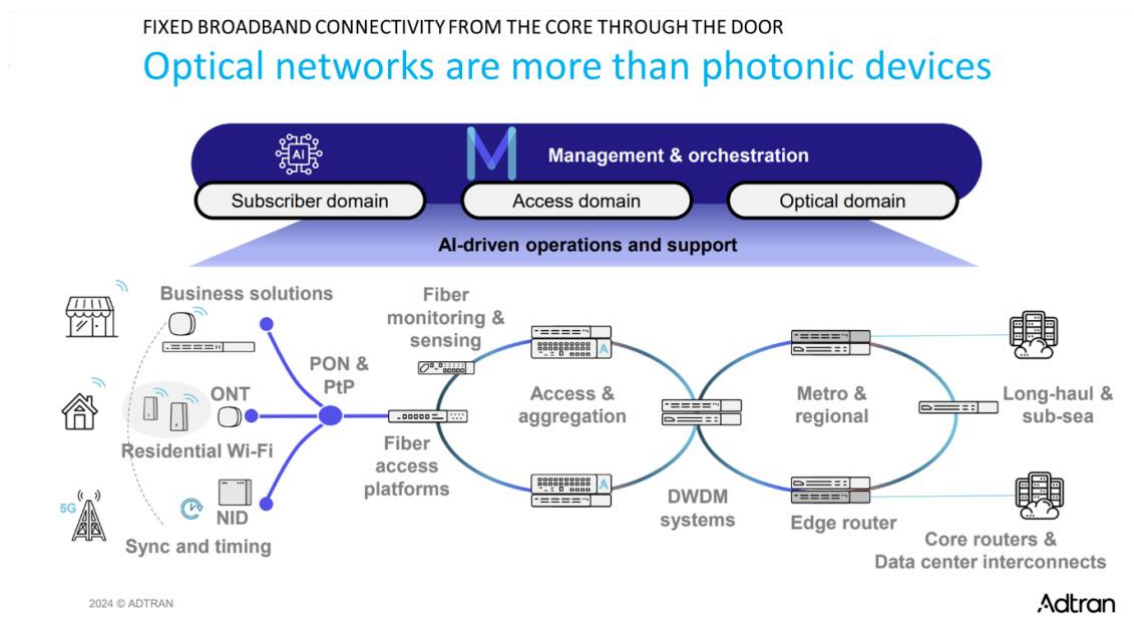 FIXED BROADBAND CONNECTIVITY FROM THE CORE THROUGH THE DOOR
Optical networks are more than photonic devices
AI
M
Management & orchestration
Subscriber domain
Access domain
Optical domain
AI-driven operations and support
Business solutions
Fiber
monitoring &
sensing
PON &
PtP
ONT
Access &
aggregation
Metro &
regional
Long-haul &
sub-sea
Residential Wi-Fi
Fiber
access
platforms
A
A
5G
NID
Sync and timing
DWDM
systems
Edge router
Core routers &
Data center interconnects
2024 © ADTRAN
Adtran